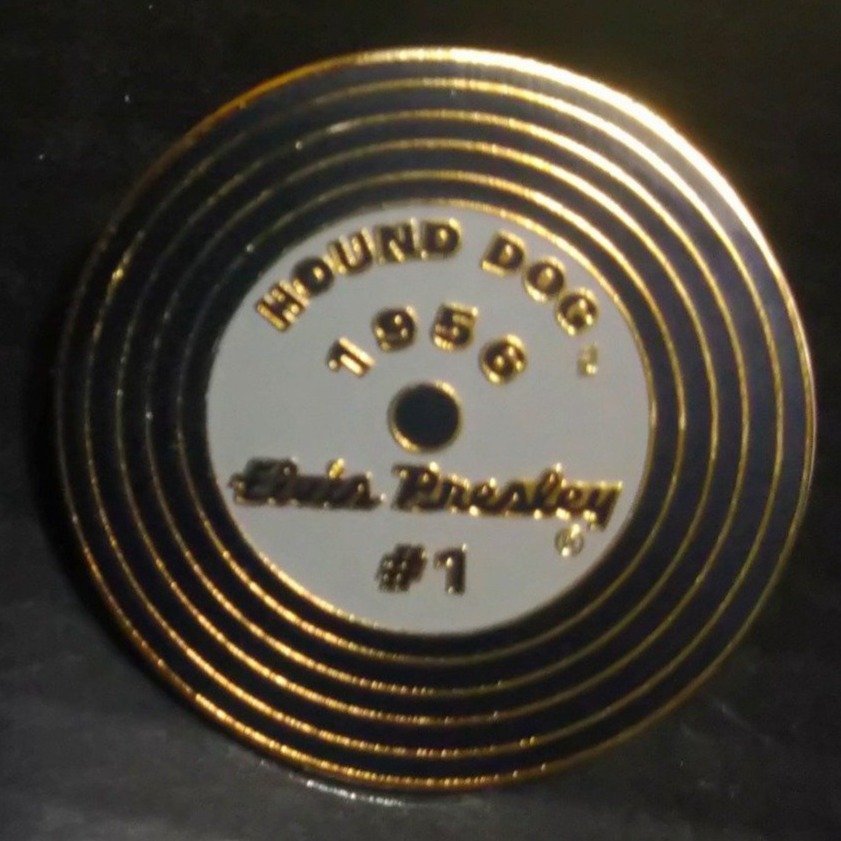 HOUND DOG
1956
Elvis Presley
®
#1